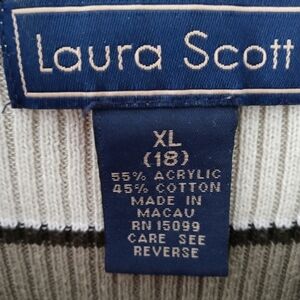 Laura Scott
XL
(18)
55% ACRYLIC
45% COTTON
MADE IN
MACAU
RN 15099
CARE SEE
REVERSE